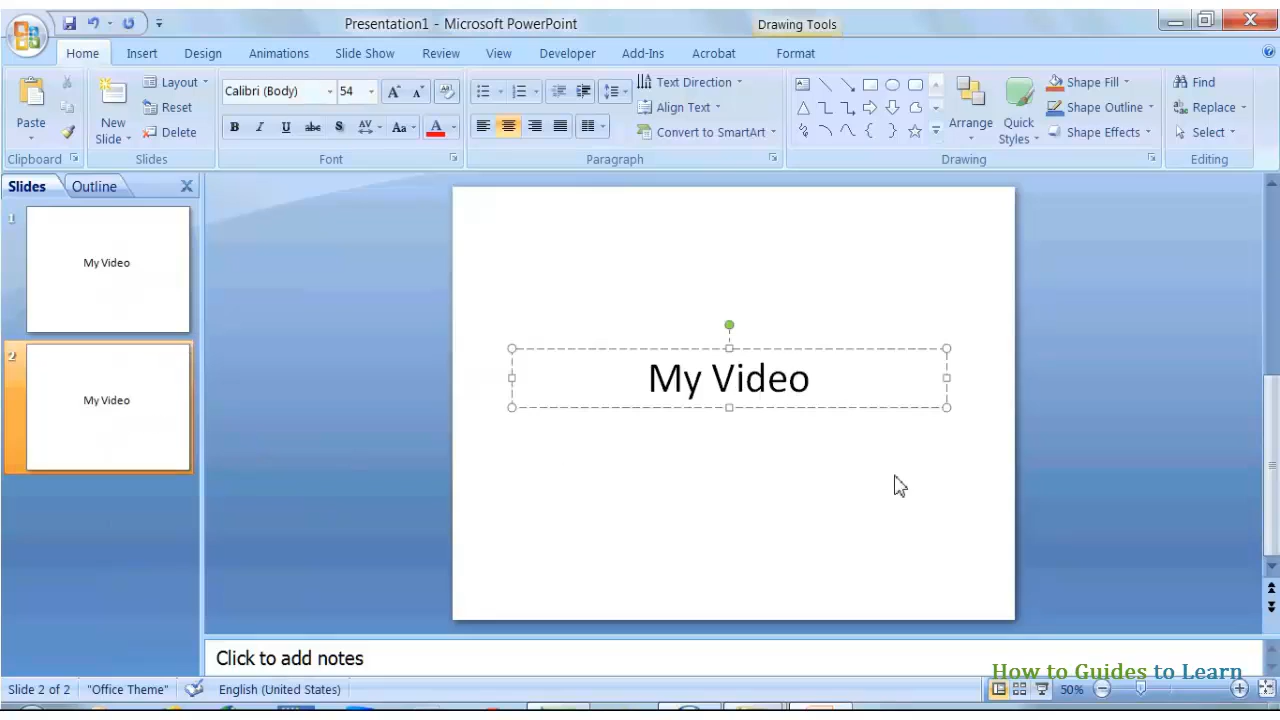 Presentation1 - Microsoft PowerPoint
Drawing Tools
Home Insert Design Animations Slide Show Review View Developer Add-Ins Acrobat Format
Paste
Clipboard
New Slide
Layout
Reset
Delete
Slides
Calibri (Body) 54
B I U abc S AV Aa A
Font
Text Direction
Align Text
Convert to SmartArt
Paragraph
Arrange
Quick Styles
Shape Fill
Shape Outline
Shape Effects
Drawing
Find
Replace
Select
Editing
Slides Outline
1
My Video
2
My Video
My Video
Click to add notes
How to Guides to Learn
Slide 2 of 2 "Office Theme" English (United States) 50%